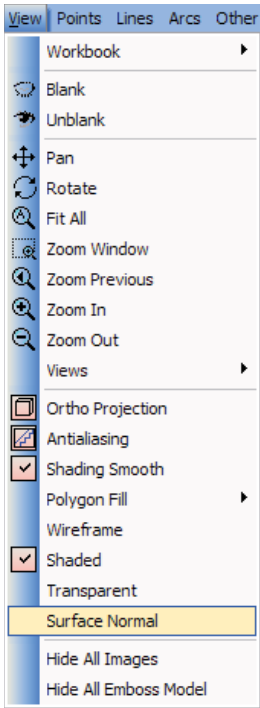 View Points Lines Arcs Other
Workbook
Blank
Unblank
Pan
Rotate
Fit All
Zoom Window
Zoom Previous
Zoom In
Zoom Out
Views
Ortho Projection
Antialiasing
Shading Smooth
Polygon Fill
Wireframe
Shaded
Transparent
Surface Normal
Hide All Images
Hide All Emboss Model